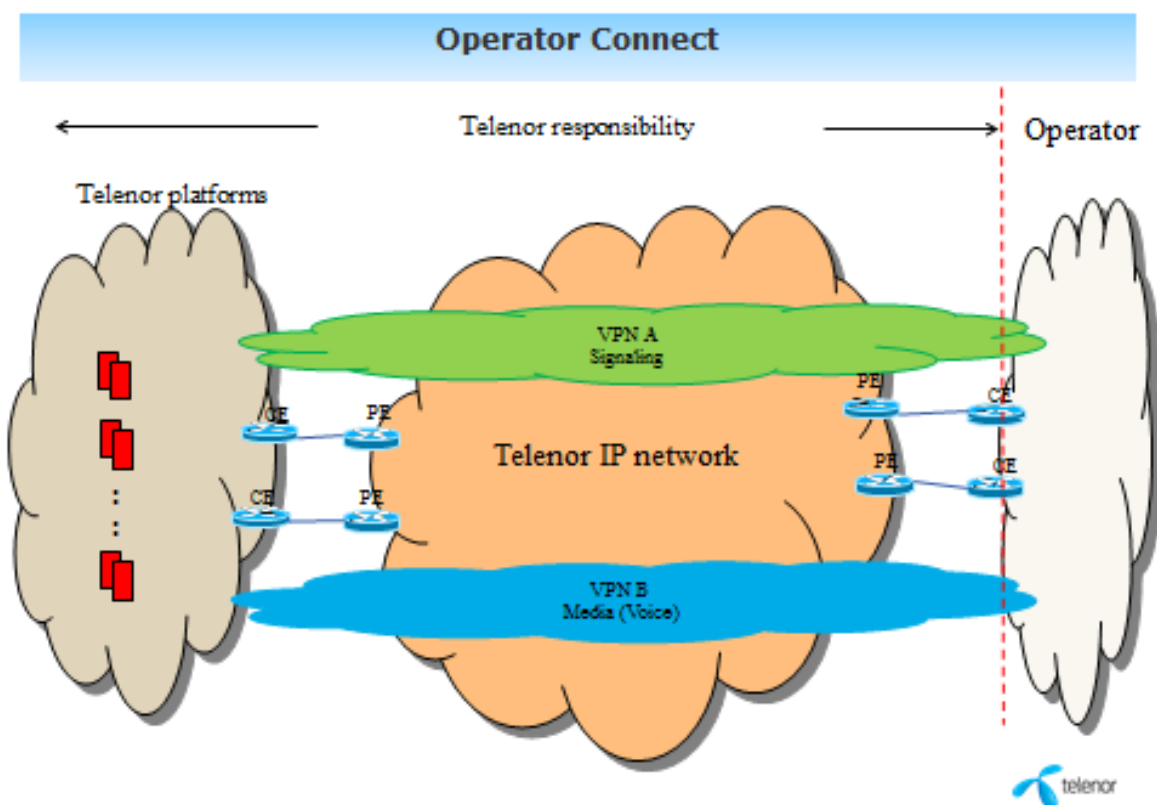 Operator Connect
Telenor responsibility
Operator
Telenor platforms
VPN A
Signaling
PE
CE
CE
PE
Telenor IP network
PE
CE
CE
PE
:
:
VPN B
Media (Voice)
telenor